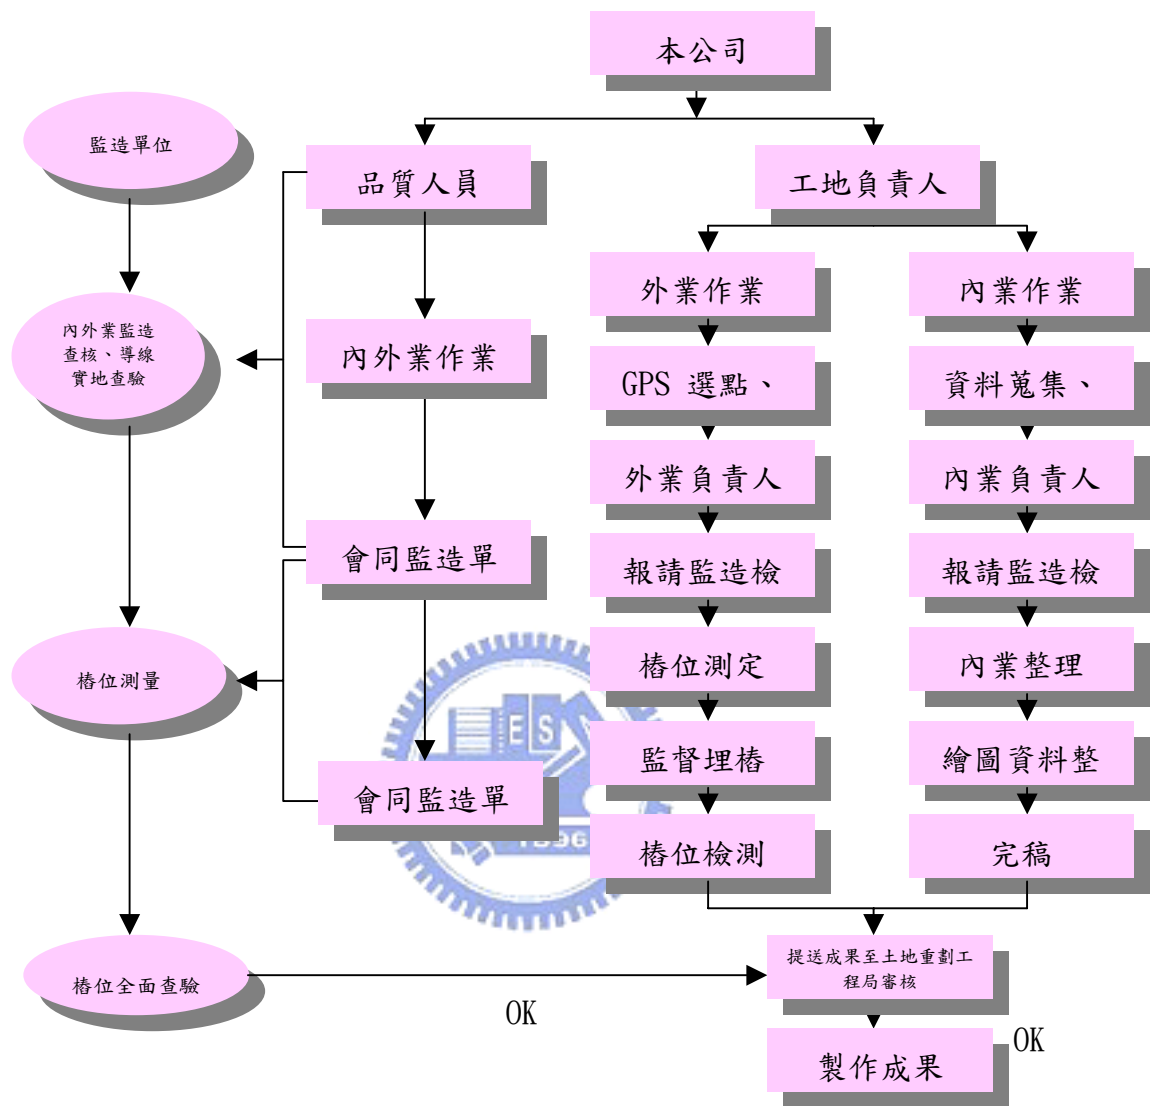 本公司
監造單位
品質人員
工地負責人
外業作業
內業作業
內外業監造
查核、導線
實地查驗
內外業作業
GPS 選點、
資料蒐集、
外業負責人
內業負責人
會同監造單
報請監造檢
報請監造檢
樁位測量
樁位測定
內業整理
ES
監督埋樁
繪圖資料整
會同監造單
1896
樁位檢測
完稿
樁位全面查驗
提送成果至土地重劃工
程局審核
OK
製作成果
OK